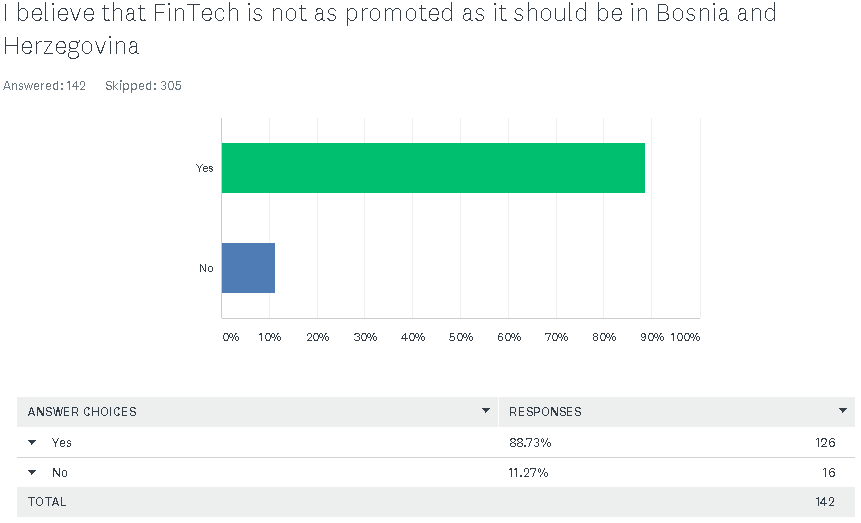 I believe that FinTech is not as promoted as it should be in Bosnia and
Herzegovina
Answered: 142 Skipped: 305
Yes
No
0% 10% 20% 30% 40% 50% 60% 70% 80% 90% 100%
ANSWER CHOICES RESPONSES
Yes 88.73% 126
No 11.27% 16
TOTAL 142